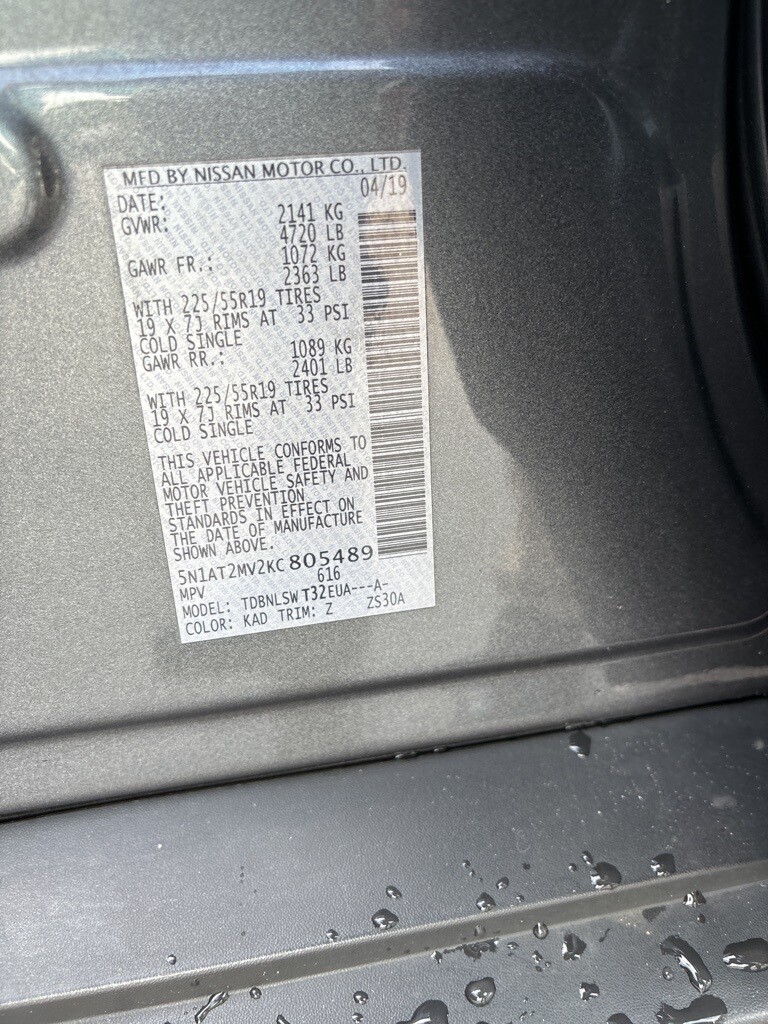 MFD BY NISSAN MOTOR CO., LTD.
DATE: 04/19
GVWR: 2141 KG
4720 LB
GAWR FR.: 1072 KG
2363 LB
WITH 225/55R19 TIRES
19 X 7J RIMS AT 33 PSI
COLD SINGLE
GAWR RR.: 1089 KG
2401 LB
WITH 225/55R19 TIRES
19 X 7J RIMS AT 33 PSI
COLD SINGLE
THIS VEHICLE CONFORMS TO
ALL APPLICABLE FEDERAL
MOTOR VEHICLE SAFETY AND
THEFT PREVENTION
STANDARDS IN EFFECT ON
THE DATE OF MANUFACTURE
SHOWN ABOVE.
5N1AT2MV2KC805489
MPV 616
MODEL: TDBNLSWT32EUA---A-
COLOR: KAD TRIM: Z ZS30A